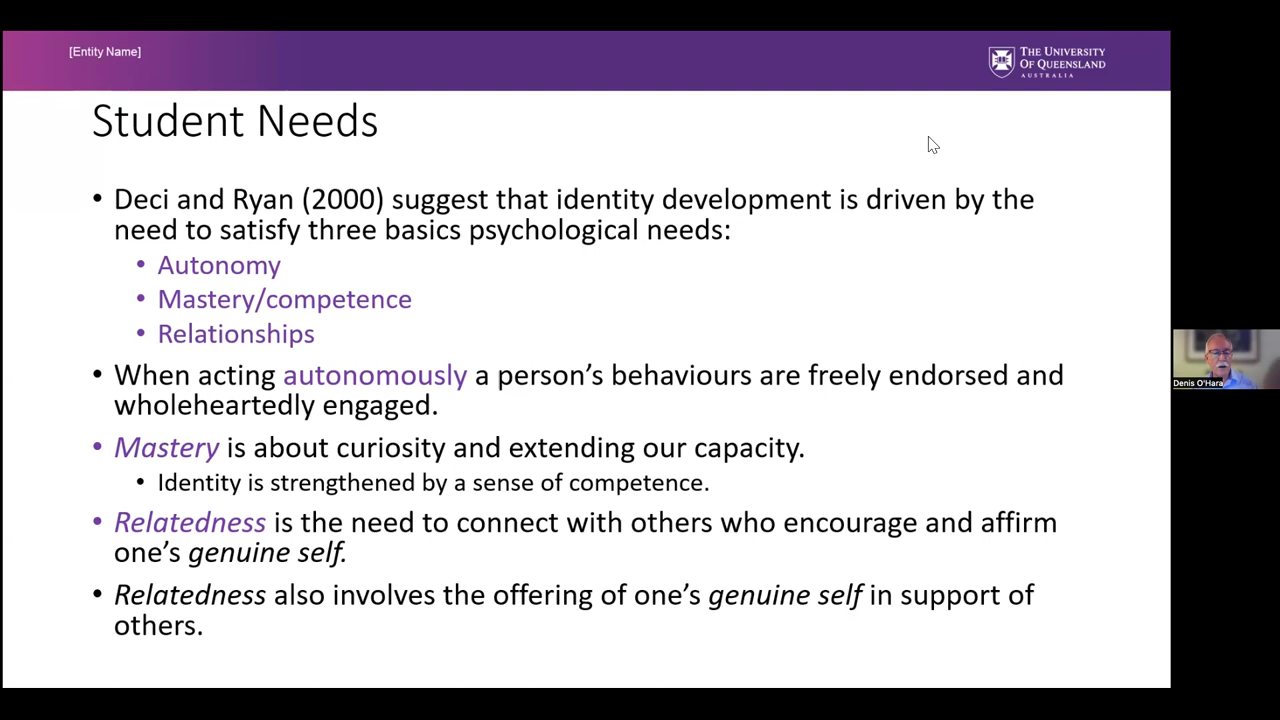 [Entity Name]
THE UNIVERSITY
OF QUEENSLAND
AUSTRALIA
Student Needs
• Deci and Ryan (2000) suggest that identity development is driven by the
need to satisfy three basics psychological needs:
• Autonomy
• Mastery/competence
• Relationships
• When acting autonomously a person's behaviours are freely endorsed and
wholeheartedly engaged.
• Mastery is about curiosity and extending our capacity.
• Identity is strengthened by a sense of competence.
• Relatedness is the need to connect with others who encourage and affirm
one's genuine self.
• Relatedness also involves the offering of one's genuine self in support of
others.
Denis O'Hara